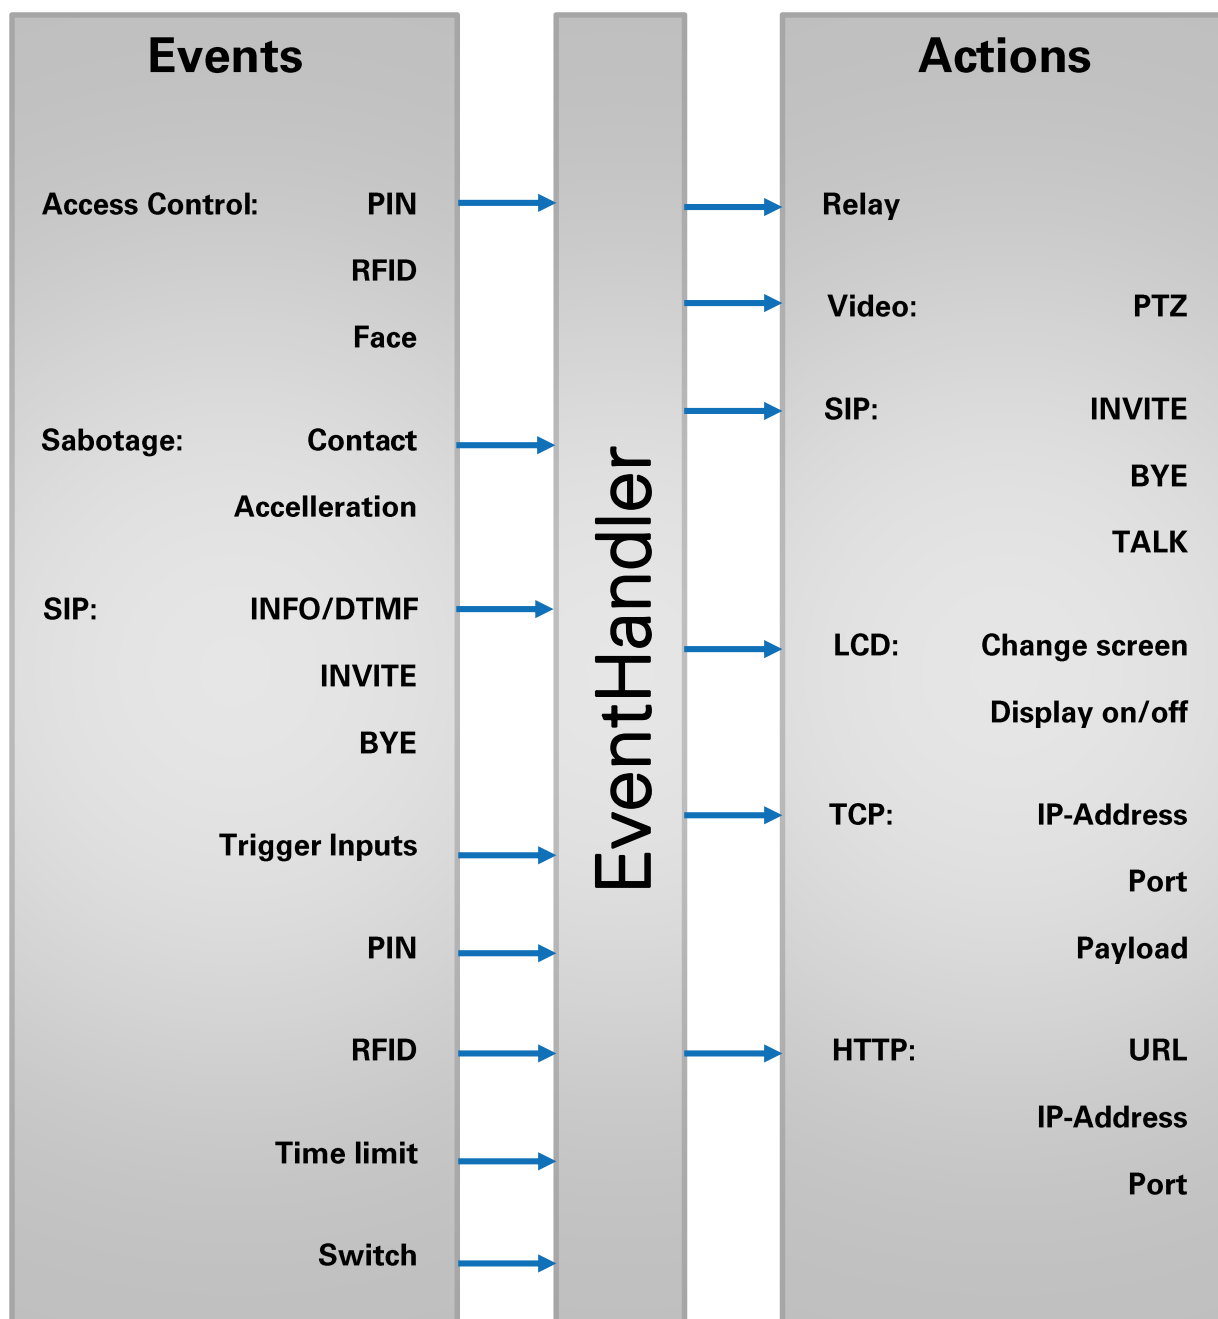 Events
Access Control: PIN
RFID
Face
Sabotage: Contact
Accelleration
SIP: INFO/DTMF
INVITE
BYE
Trigger Inputs
PIN
RFID
Time limit
Switch
EventHandler
Actions
Relay
Video: PTZ
SIP: INVITE
BYE
TALK
LCD: Change screen
Display on/off
TCP: IP-Address
Port
Payload
HTTP: URL
IP-Address
Port